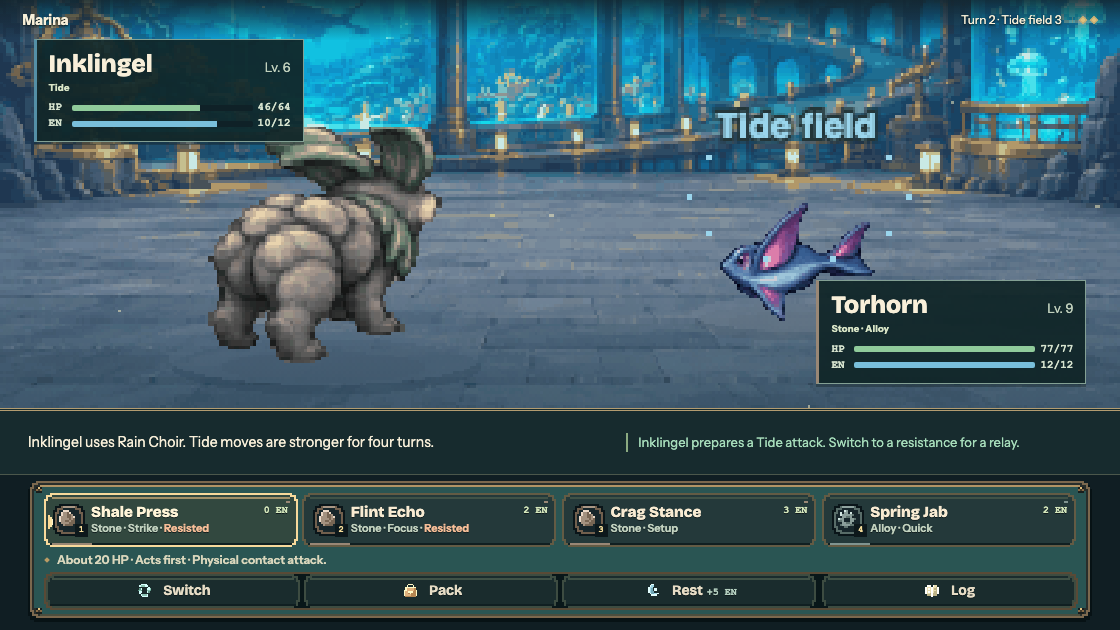 Marina
Turn 2 · Tide field 3
Inklingel Lv. 6
Tide
HP 46/64
EN 10/12
Tide field
Torhorn Lv. 9
Stone · Alloy
HP 77/77
EN 12/12
Inklingel uses Rain Choir. Tide moves are stronger for four turns.
Inklingel prepares a Tide attack. Switch to a resistance for a relay.
1 Shale Press 0 EN
Stone · Strike · Resisted
2 Flint Echo 2 EN
Stone · Focus · Resisted
3 Crag Stance 3 EN
Stone · Setup
4 Spring Jab 2 EN
Alloy · Quick
About 20 HP · Acts first · Physical contact attack.
Switch
Pack
Rest +5 EN
Log